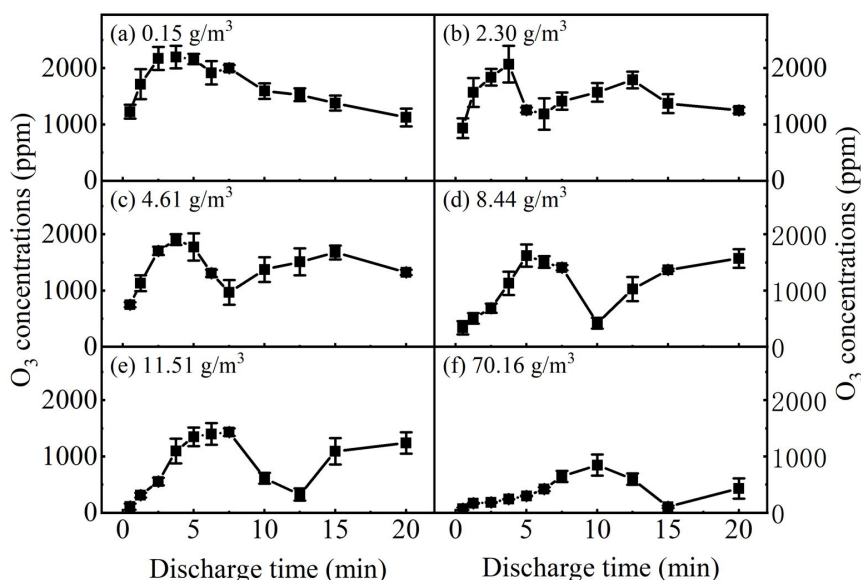 (a) 0.15 g/m³
(b) 2.30 g/m³
2000
2000
1000
1000
0
0
(c) 4.61 g/m³
(d) 8.44 g/m³
2000
2000
1000
1000
0
0
(e) 11.51 g/m³
(f) 70.16 g/m³
2000
2000
1000
1000
0
0
O₃ concentrations (ppm)
O₃ concentrations (ppm)
0 5 10 15 20
0 5 10 15 20
Discharge time (min)
Discharge time (min)